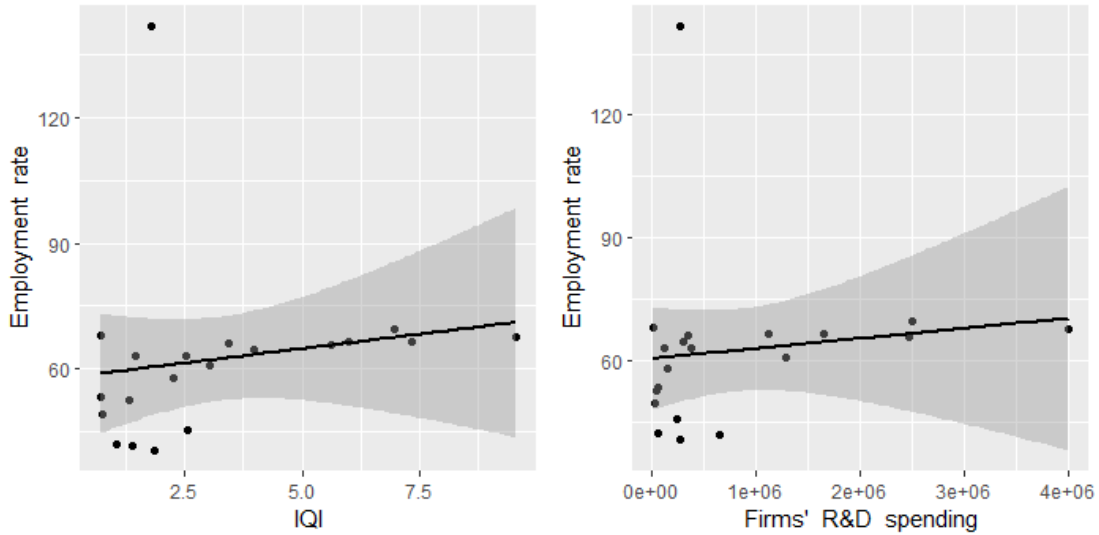 Employment rate
120
90
60
2.5 5.0 7.5
IQI
Employment rate
120
90
60
0e+00 1e+06 2e+06 3e+06 4e+06
Firms' R&D spending